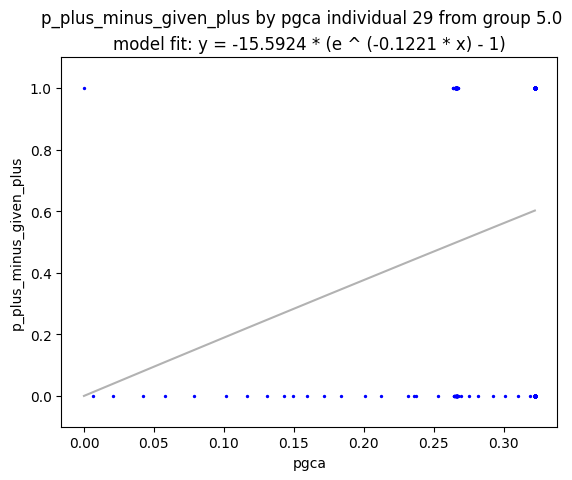 p_plus_minus_given_plus by pgca individual 29 from group 5.0
model fit: y = -15.5924 * (e ^ (-0.1221 * x) - 1)
1.0
0.8
0.6
0.4
0.2
0.0
p_plus_minus_given_plus
0.00 0.05 0.10 0.15 0.20 0.25 0.30
pgca